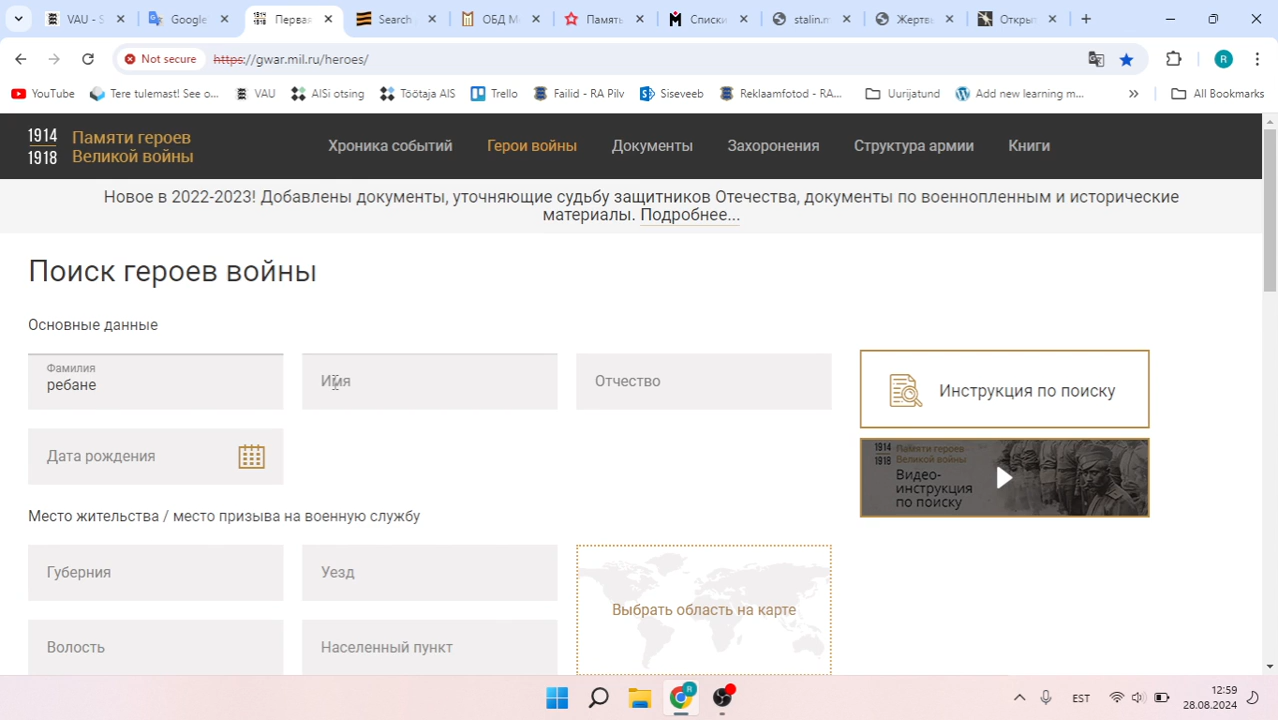 VAU - S
Google
Первая
Search
ОБД М
Память
Списки
stalin.m
Жертвы
Открыт
Not secure
https://gwar.mil.ru/heroes/
R
YouTube
Tere tulemast! See o...
VAU
AISi otsing
Töötaja AIS
Trello
Failid - RA Pilv
Siseveeb
Reklaamfotod - RA...
Uurijatund
Add new learning m...
All Bookmarks
1914
1918
Памяти героев
Великой войны
Хроника событий
Герои войны
Документы
Захоронения
Структура армии
Книги
Новое в 2022-2023! Добавлены документы, уточняющие судьбу защитников Отечества, документы по военнопленным и исторические
материалы. Подробнее...
Поиск героев войны
Основные данные
Фамилия
ребане
Имя
Отчество
Инструкция по поиску
Дата рождения
1914
1918
Памяти героев
Великой войны
Видео-
инструкция
по поиску
Место жительства / место призыва на военную службу
Губерния
Уезд
Выбрать область на карте
Волость
Населенный пункт
R
EST
12:59
28.08.2024